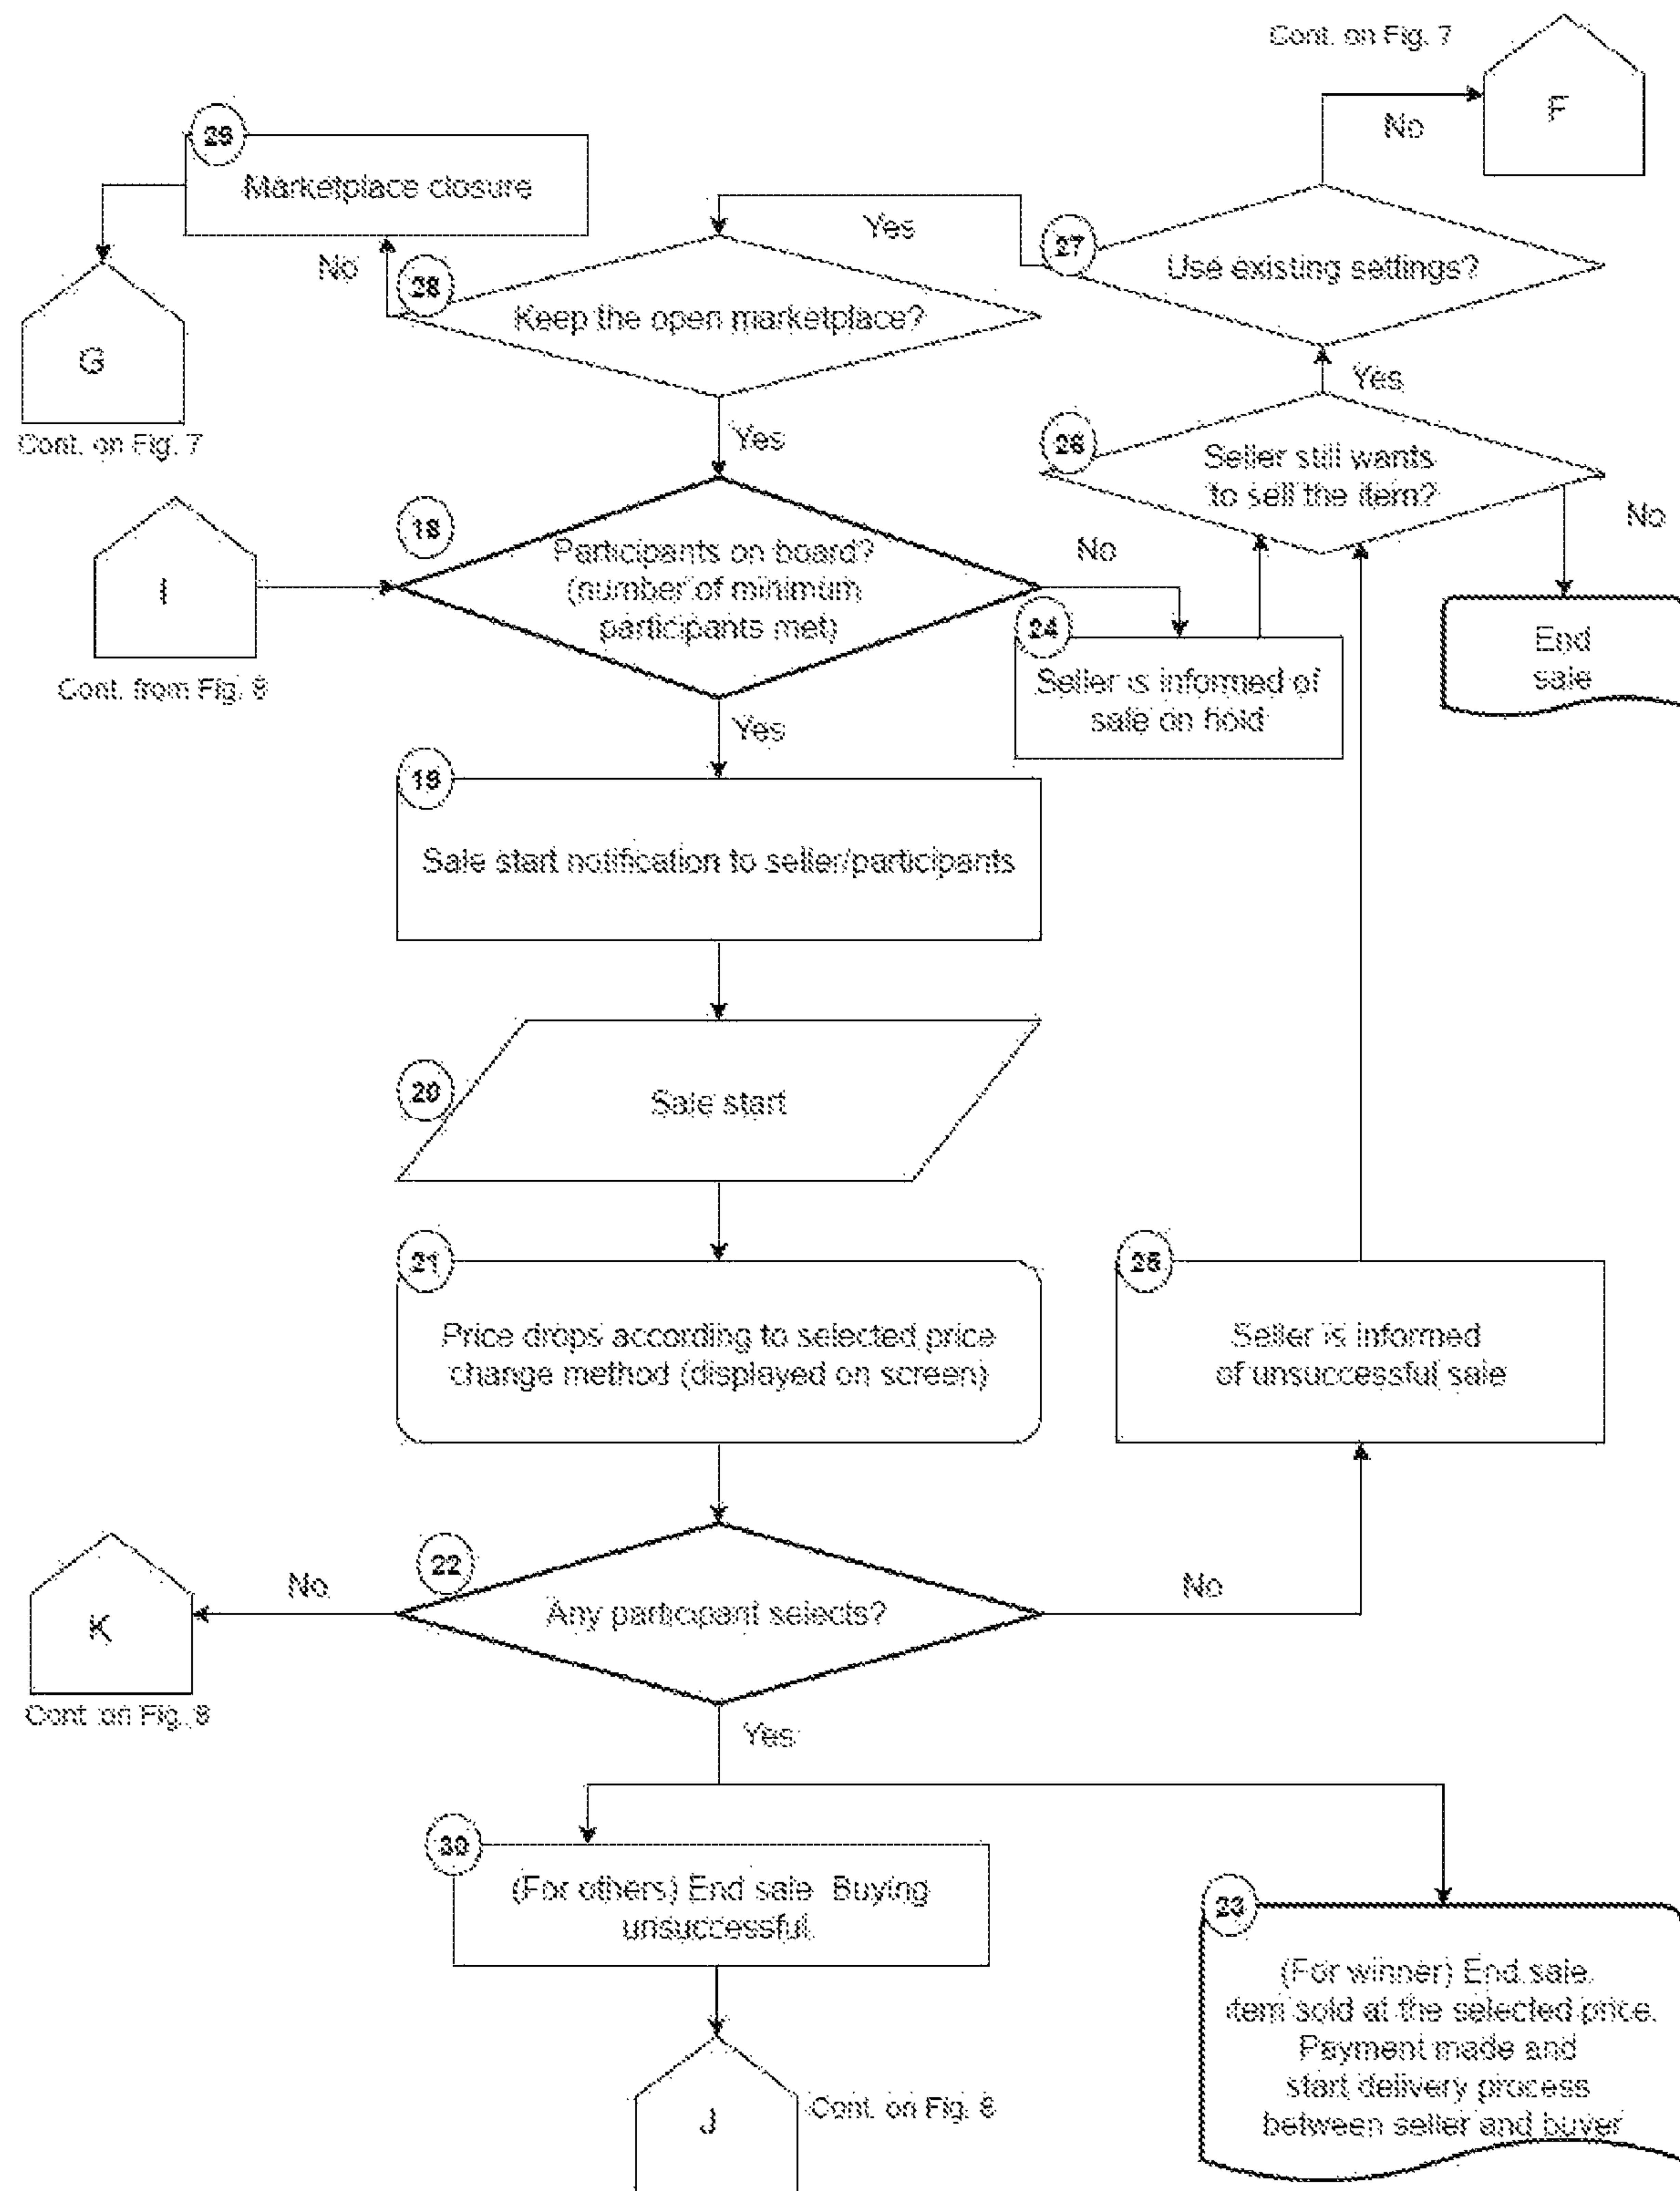 Cont. on Fig. 7
F
No
29
Marketplace closure
Yes
27
Use existing settings?
No
28
Keep the open marketplace?
G
Cont. on Fig. 7
Yes
Yes
26
Seller still wants
to sell the item?
No
18
Participants on board?
(number of minimum
participants met)
No
I
Cont. from Fig.
24
Seller is informed of
sale on hold
End
sale
Yes
19
Sale start notification to seller/participants
20
Sale start
21
Price drops according to selected price
change method (displayed on screen)
25
Seller is informed
of unsuccessful sale
22
Any participant selects?
No
No
K
Cont. on Fig.
Yes
30
(For others) End sale. Buying
unsuccessful.
23
(For winner) End sale.
item sold at the selected price.
Payment made and
start delivery process
between seller and buyer
J
Cont. on Fig.